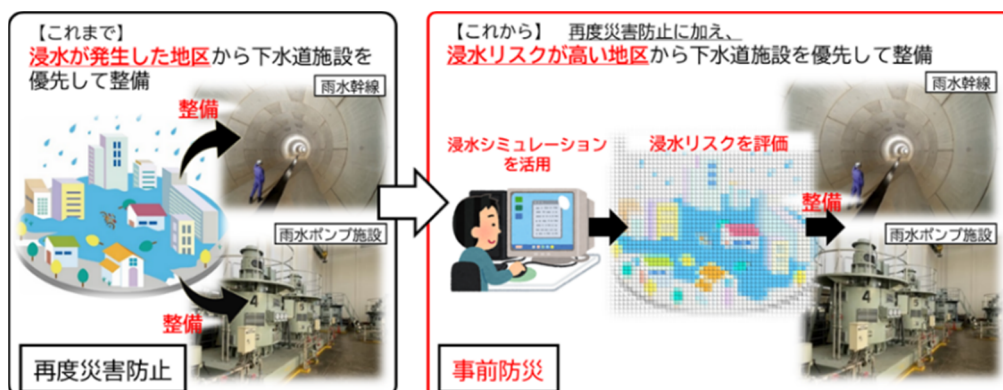 【これまで】
浸水が発生した地区から下水道施設を
優先して整備
雨水幹線
整備
雨水ポンプ施設
4
整備
再度災害防止
【これから】 再度災害防止に加え、
浸水リスクが高い地区から下水道施設を優先して整備
雨水幹線
浸水シミュレーション
を活用
浸水リスクを評価
整備
雨水ポンプ施設
4
事前防災